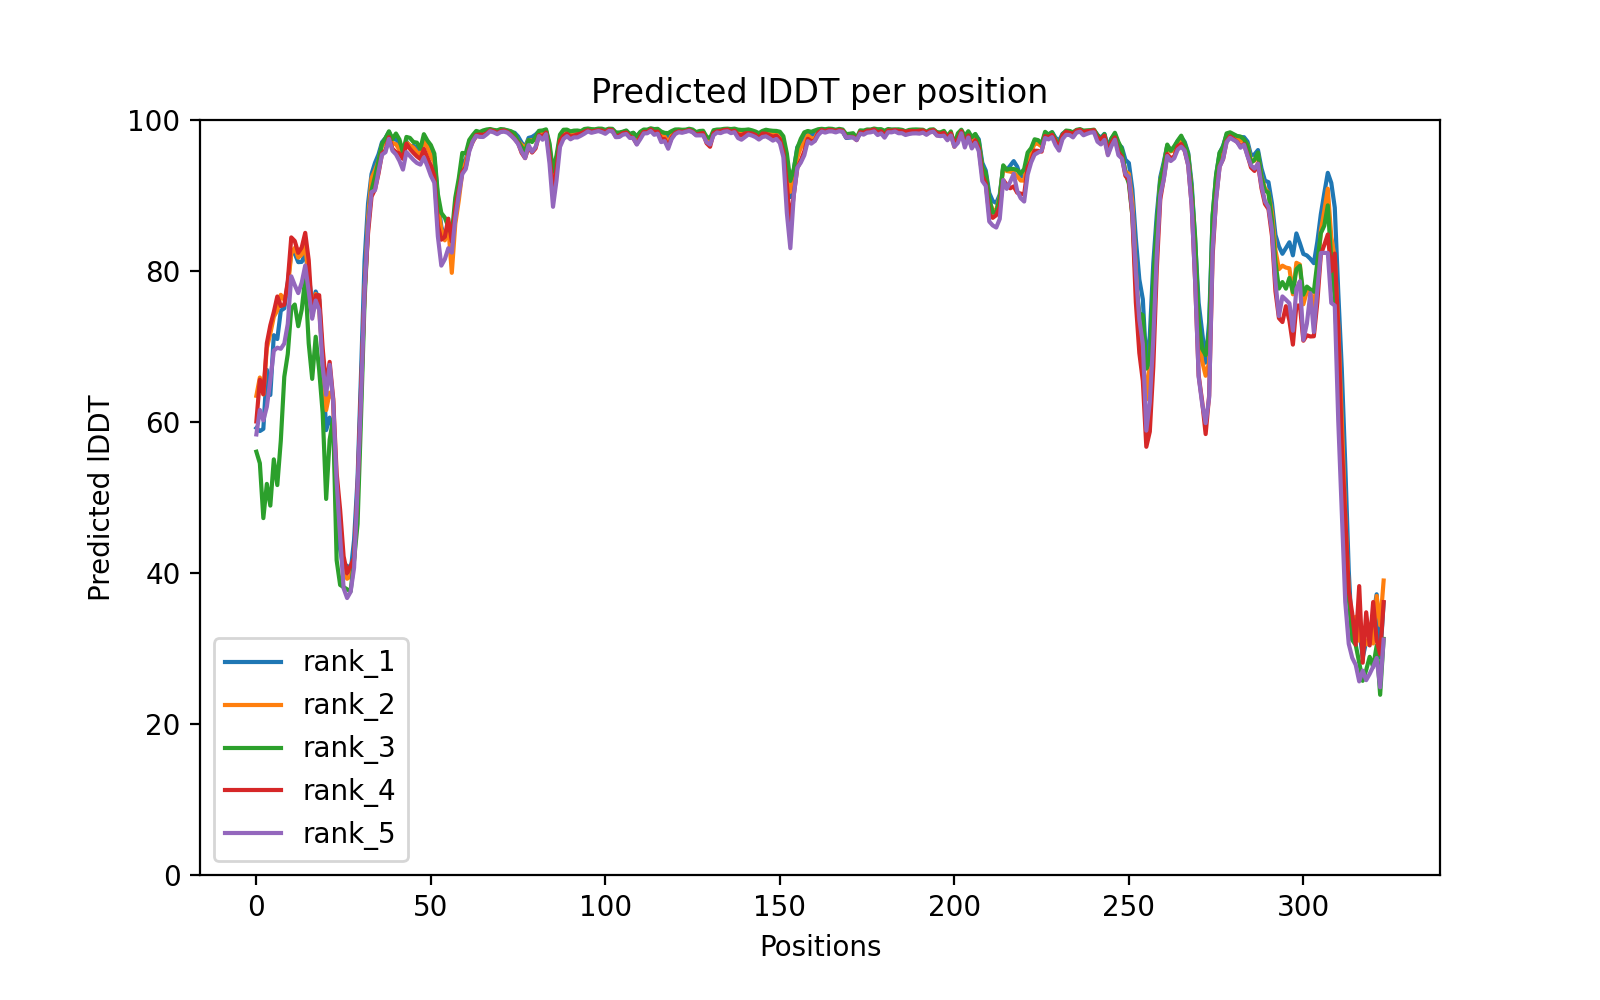 Predicted lDDT per position
100
80
60
40
20
0
Predicted lDDT
rank_1
rank_2
rank_3
rank_4
rank_5
0 50 100 150 200 250 300
Positions